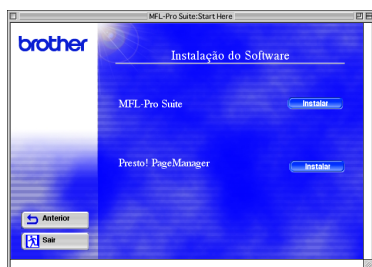 MFL-Pro Suite:Start Here
brother
Instalação do Software
MFL-Pro Suite
Instalar
Presto! PageManager
Instalar
Anterior
Sair